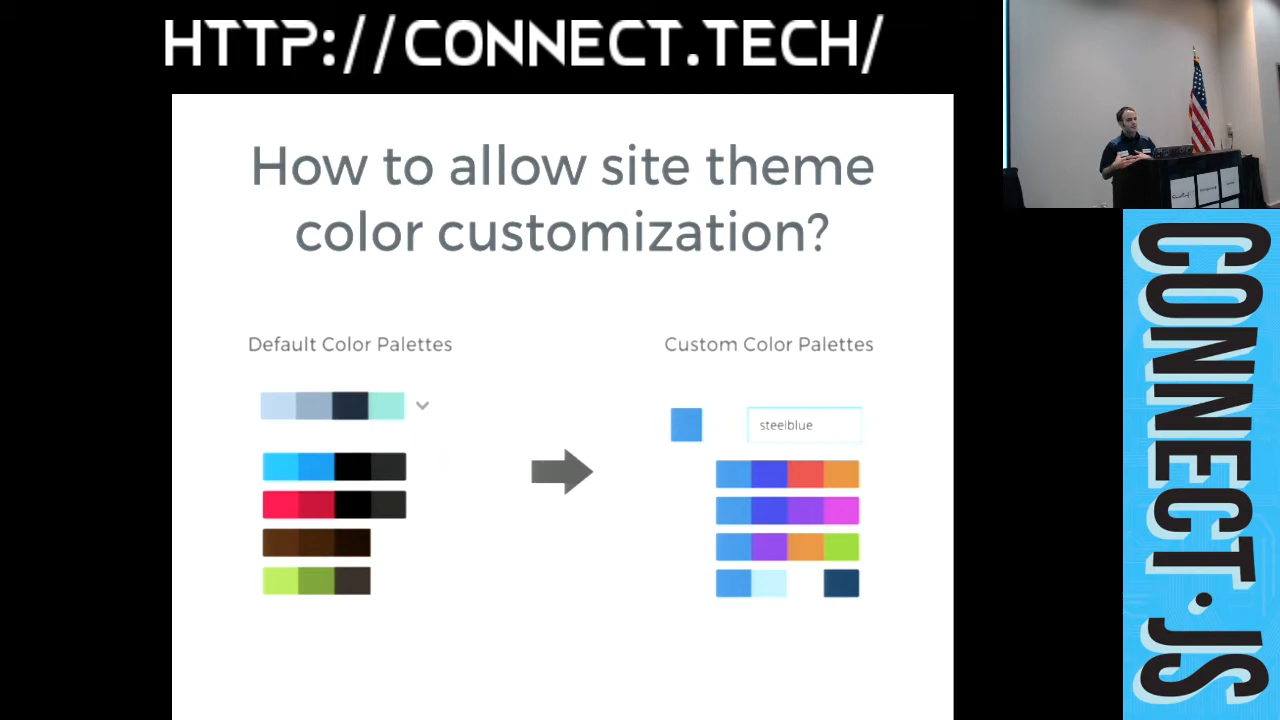 HTTP://CONNECT.TECH/
How to allow site theme
color customization?
Default Color Palettes
Custom Color Palettes
steelblue
CONNECT.JS